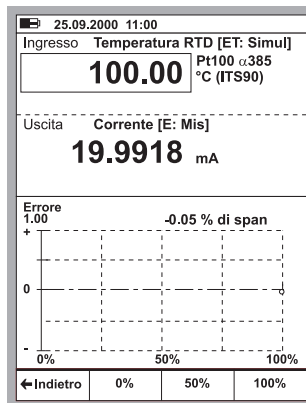 25.09.2000 11:00
Ingresso Temperatura RTD [ET: Simul]
100.00 Pt100 α385
°C (ITS90)
Uscita Corrente [E: Mis]
19.9918 mA
Errore
1.00 -0.05 % di span
+
0
-
0% 50% 100%
←Indietro 0% 50% 100%